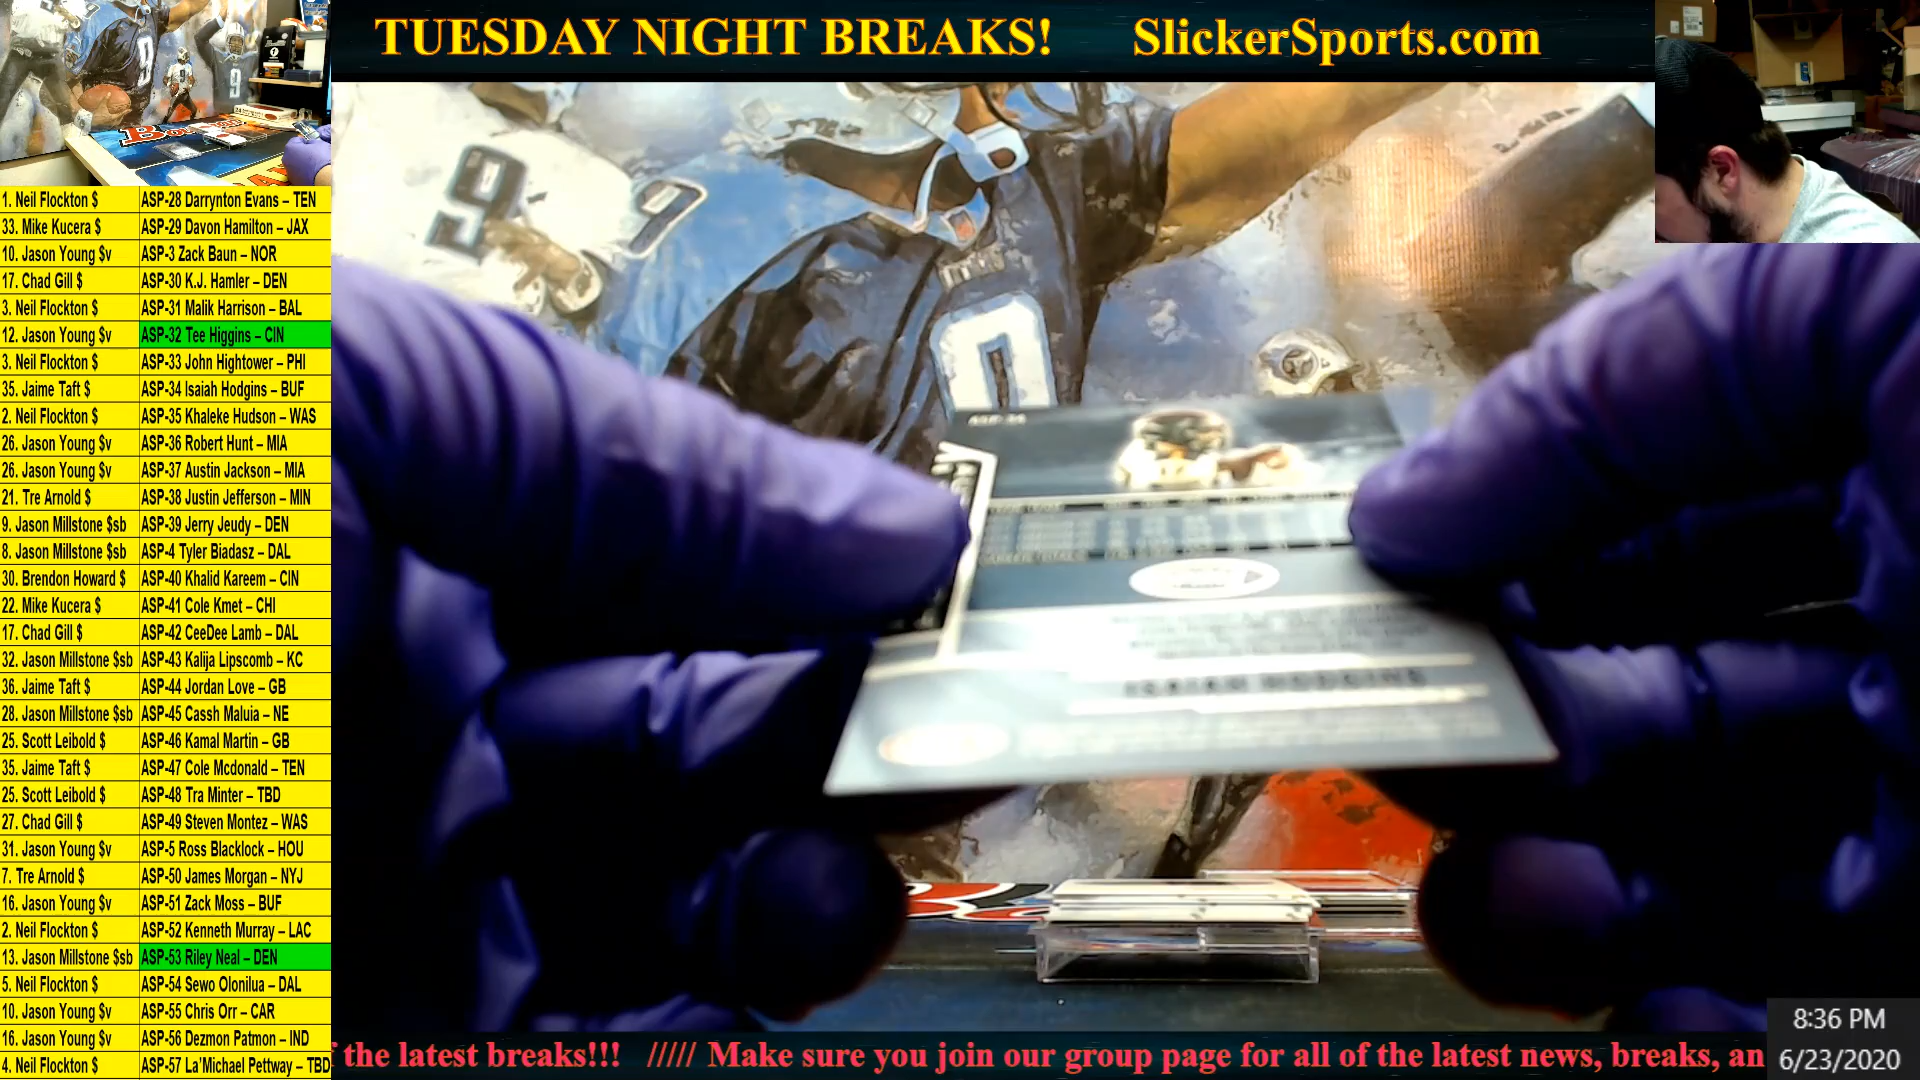 TUESDAY NIGHT BREAKS! SlickerSports.com
1. Neil Flockton $ ASP-28 Darrynton Evans – TEN
33. Mike Kucera $ ASP-29 Davon Hamilton – JAX
10. Jason Young $v ASP-3 Zack Baun – NOR
17. Chad Gill $ ASP-30 K.J. Hamler – DEN
3. Neil Flockton $ ASP-31 Malik Harrison – BAL
12. Jason Young $v ASP-32 Tee Higgins – CIN
3. Neil Flockton $ ASP-33 John Hightower – PHI
35. Jaime Taft $ ASP-34 Isaiah Hodgins – BUF
2. Neil Flockton $ ASP-35 Khaleke Hudson – WAS
26. Jason Young $v ASP-36 Robert Hunt – MIA
26. Jason Young $v ASP-37 Austin Jackson – MIA
21. Tre Arnold $ ASP-38 Justin Jefferson – MIN
9. Jason Millstone $sb ASP-39 Jerry Jeudy – DEN
8. Jason Millstone $sb ASP-4 Tyler Biadasz – DAL
30. Brendon Howard $ ASP-40 Khalid Kareem – CIN
22. Mike Kucera $ ASP-41 Cole Kmet – CHI
17. Chad Gill $ ASP-42 CeeDee Lamb – DAL
32. Jason Millstone $sb ASP-43 Kalija Lipscomb – KC
36. Jaime Taft $ ASP-44 Jordan Love – GB
28. Jason Millstone $sb ASP-45 Cassh Maluia – NE
25. Scott Leibold $ ASP-46 Kamal Martin – GB
35. Jaime Taft $ ASP-47 Cole Mcdonald – TEN
25. Scott Leibold $ ASP-48 Tra Minter – TBD
27. Chad Gill $ ASP-49 Steven Montez – WAS
31. Jason Young $v ASP-5 Ross Blacklock – HOU
7. Tre Arnold $ ASP-50 James Morgan – NYJ
16. Jason Young $v ASP-51 Zack Moss – BUF
2. Neil Flockton $ ASP-52 Kenneth Murray – LAC
13. Jason Millstone $sb ASP-53 Riley Neal – DEN
5. Neil Flockton $ ASP-54 Sewo Olonilua – DAL
10. Jason Young $v ASP-55 Chris Orr – CAR
16. Jason Young $v ASP-56 Dezmon Patmon – IND
4. Neil Flockton $ ASP-57 La'Michael Pettway – TBD
9
9
ISAIAH HODGINS
the latest breaks!!! ///// Make sure you join our group page for all of the latest news, breaks, an
8:36 PM
6/23/2020